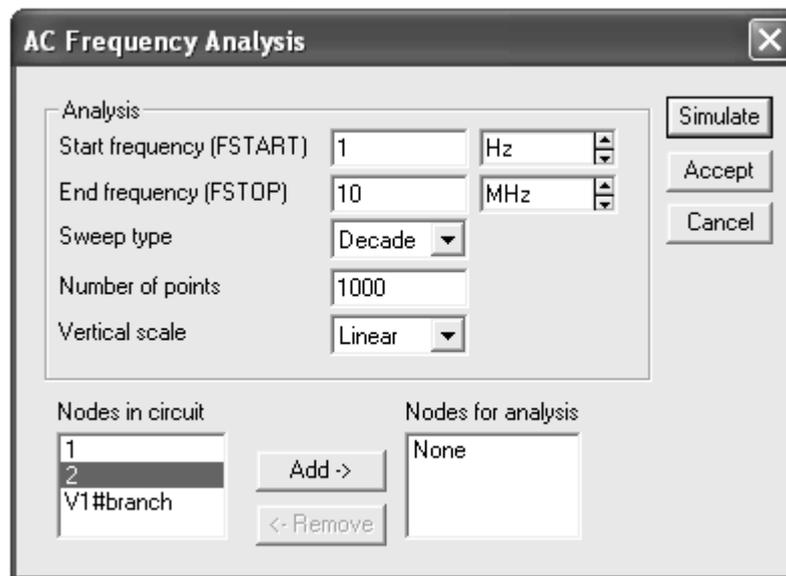 AC Frequency Analysis
Analysis
Start frequency (FSTART) 1 Hz
End frequency (FSTOP) 10 MHz
Sweep type Decade
Number of points 1000
Vertical scale Linear
Simulate
Accept
Cancel
Nodes in circuit
1
2
V1#branch
Add ->
<- Remove
Nodes for analysis
None